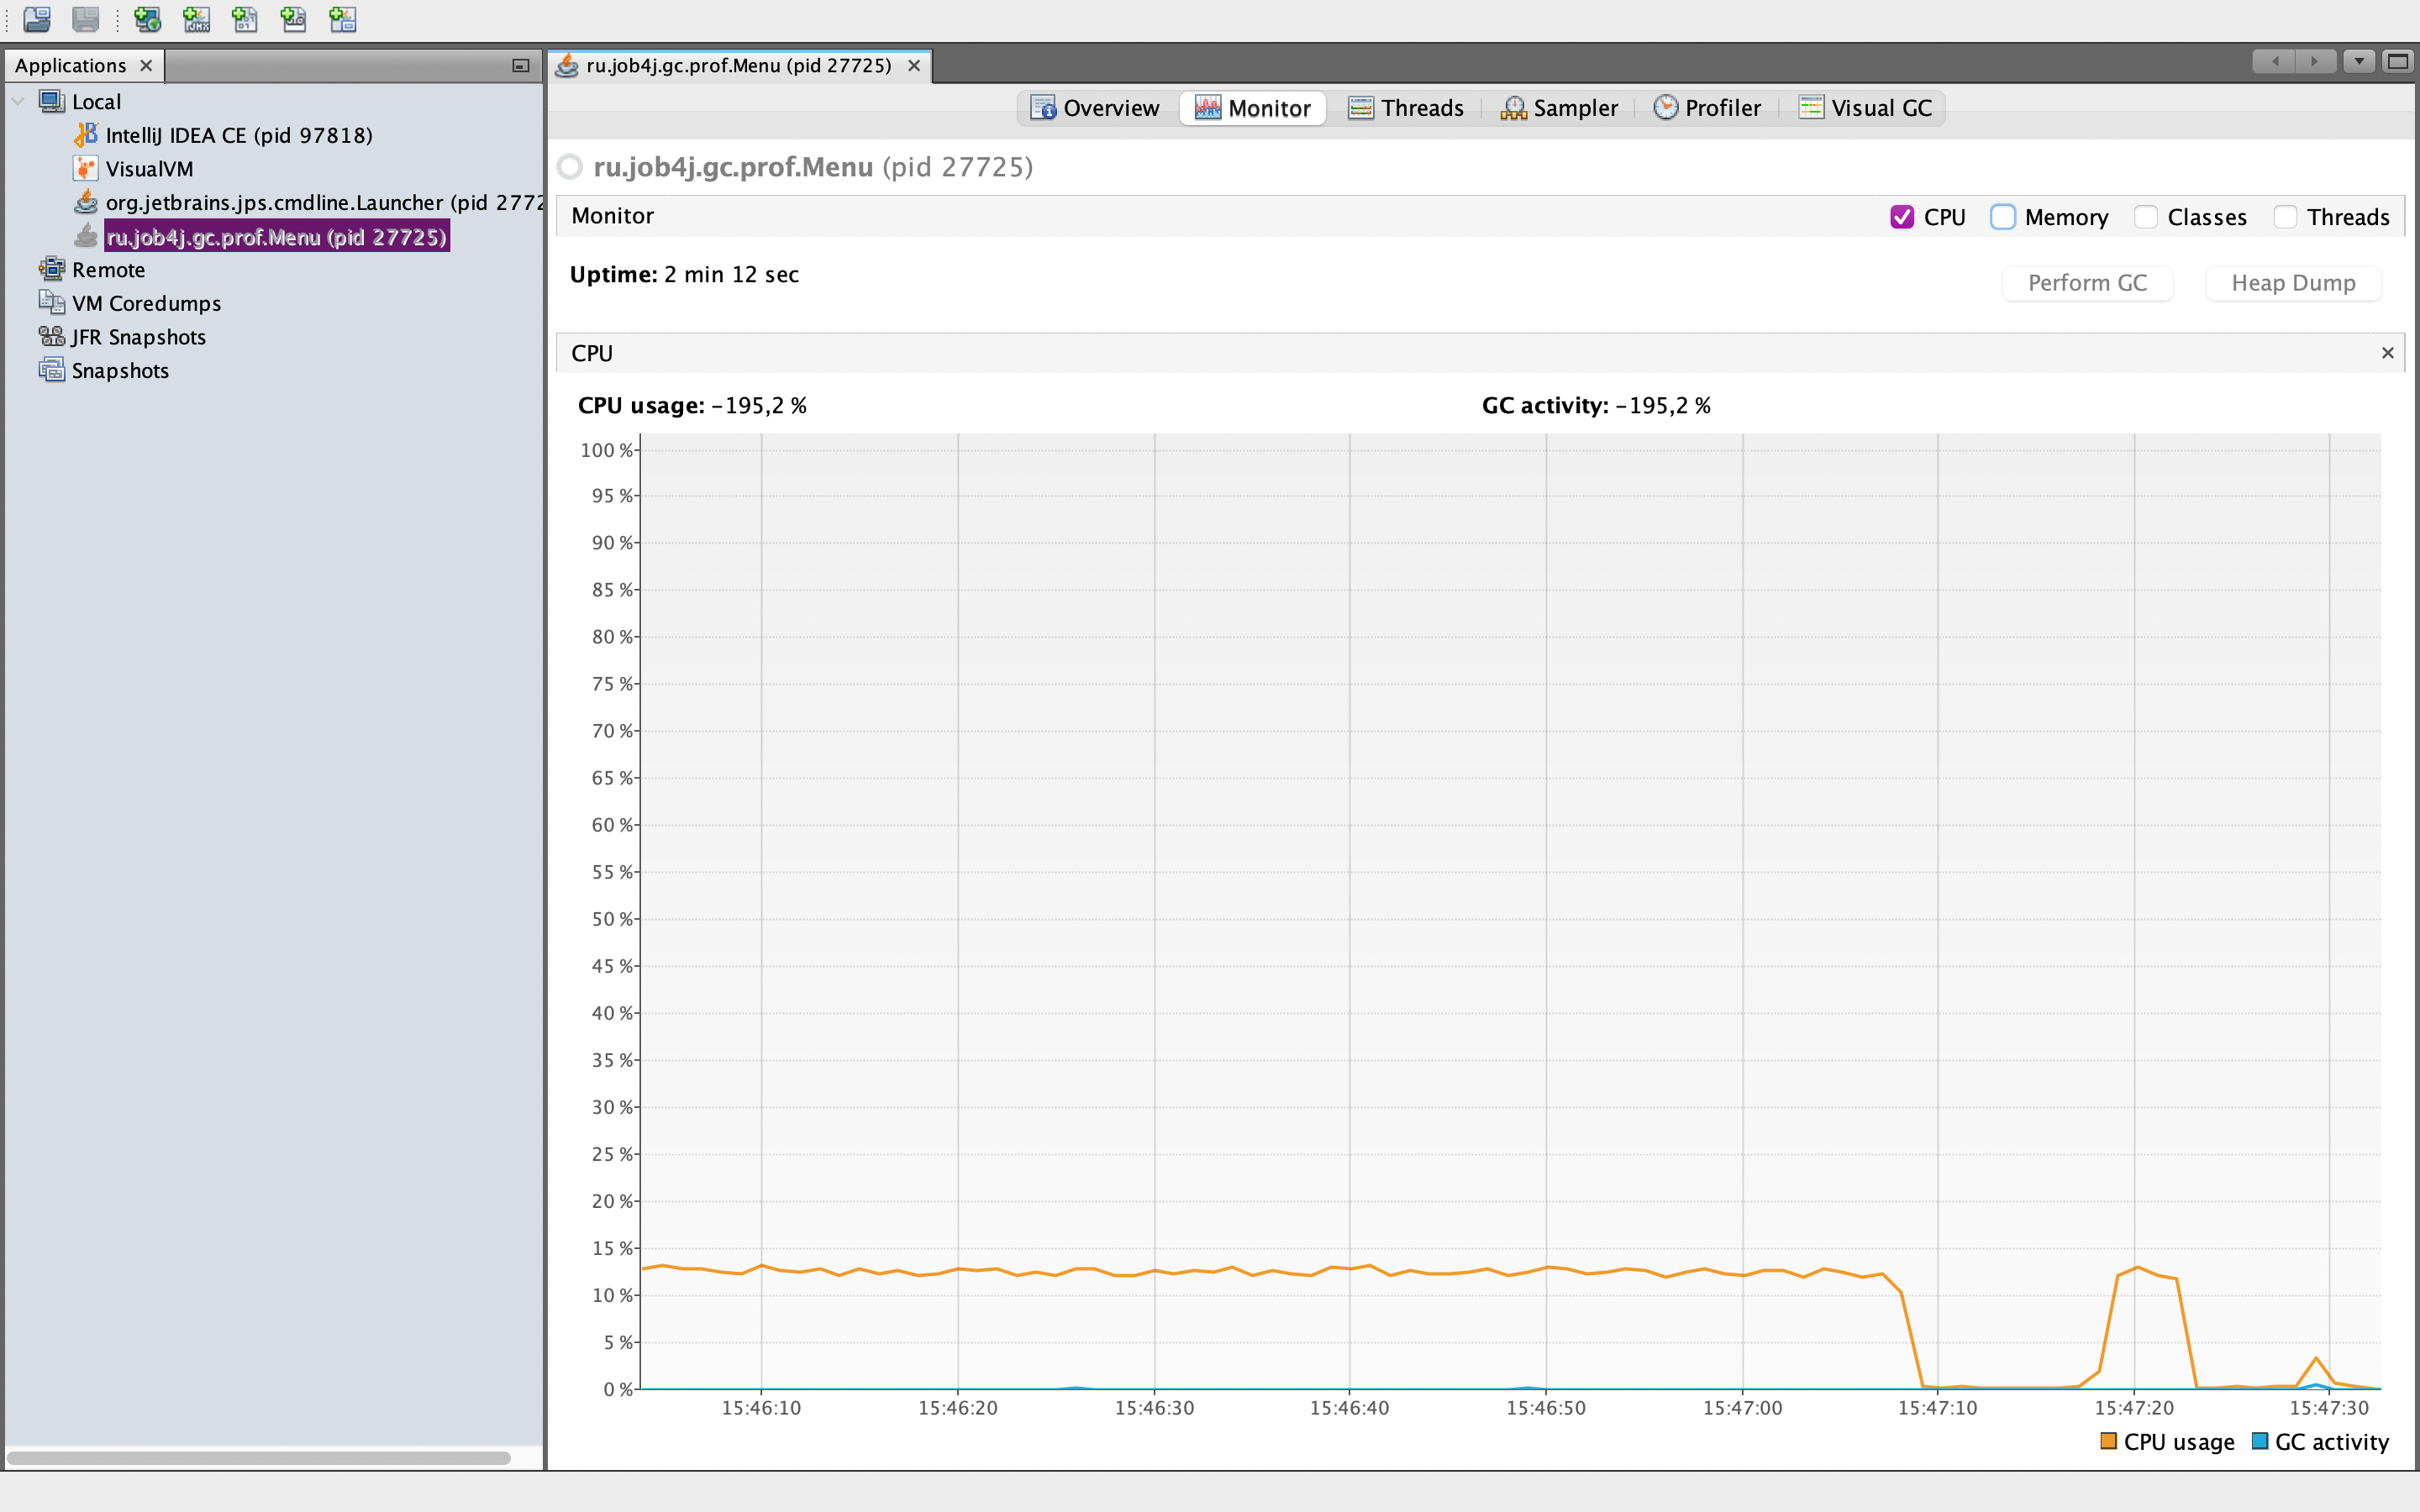 Applications
Local
IntelliJ IDEA CE (pid 97818)
VisualVM
org.jetbrains.jps.cmdline.Launcher (pid 2772
ru.job4j.gc.prof.Menu (pid 27725)
Remote
VM Coredumps
JFR Snapshots
Snapshots
ru.job4j.gc.prof.Menu (pid 27725)
Overview Monitor Threads Sampler Profiler Visual GC
ru.job4j.gc.prof.Menu (pid 27725)
Monitor
CPU Memory Classes Threads
Uptime: 2 min 12 sec
Perform GC Heap Dump
CPU
CPU usage: -195,2 %
GC activity: -195,2 %
100 %
95 %
90 %
85 %
80 %
75 %
70 %
65 %
60 %
55 %
50 %
45 %
40 %
35 %
30 %
25 %
20 %
15 %
10 %
5 %
0 %
15:46:10 15:46:20 15:46:30 15:46:40 15:46:50 15:47:00 15:47:10 15:47:20 15:47:30
CPU usage GC activity